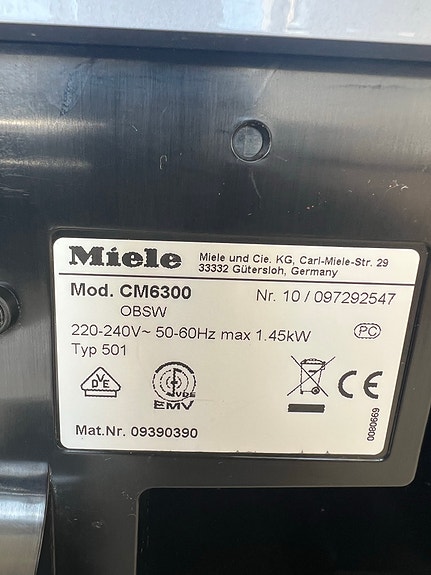 Miele Miele und Cie. KG, Carl-Miele-Str. 29
33332 Gütersloh, Germany
Mod. CM6300 Nr. 10 / 097292547
OBSW
220-240V~ 50-60Hz max 1.45kW PC
Typ 501
VDE
VDE
EMV
CE
Mat.Nr. 09390390
0080699